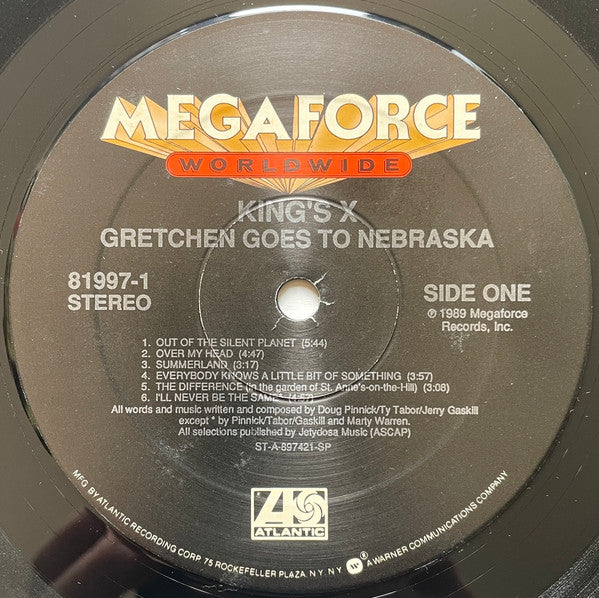 MEGAFORCE
WORLDWIDE
KING'S X
GRETCHEN GOES TO NEBRASKA
81997-1
STEREO
SIDE ONE
℗ 1989 Megaforce
Records, Inc.
1. OUT OF THE SILENT PLANET (5:44)
2. OVER MY HEAD (4:47)
3. SUMMERLAND (3:17)
4. EVERYBODY KNOWS A LITTLE BIT OF SOMETHING (3:57)
5. THE DIFFERENCE (in the garden of St. Anne's-on-the-Hill) (3:08)
6. I'LL NEVER BE THE SAME* (4:57)
All words and music written and composed by Doug Pinnick/Ty Tabor/Jerry Gaskill
except * by Pinnick/Tabor/Gaskill and Marty Warren.
All selections published by Jetydosa Music (ASCAP)
ST-A-897421-SP
ATLANTIC
MFG. BY ATLANTIC RECORDING CORP. 75 ROCKEFELLER PLAZA, N.Y. N.Y. ® A WARNER COMMUNICATIONS COMPANY